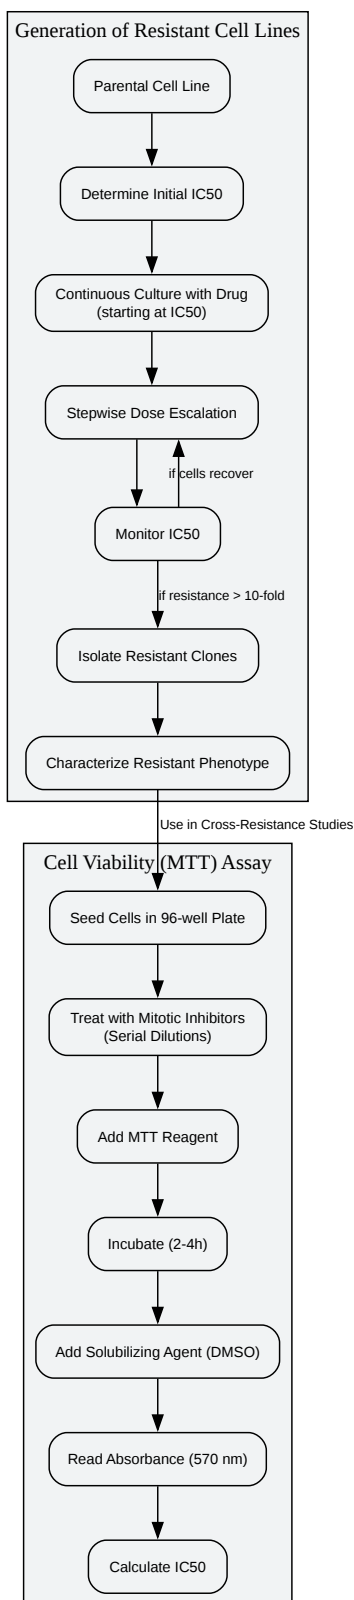 Generation of Resistant Cell Lines
Parental Cell Line
Determine Initial IC50
Continuous Culture with Drug
(starting at IC50)
Stepwise Dose Escalation
if cells recover
Monitor IC50
if resistance > 10-fold
Isolate Resistant Clones
Characterize Resistant Phenotype
Use in Cross-Resistance Studies
Cell Viability (MTT) Assay
Seed Cells in 96-well Plate
Treat with Mitotic Inhibitors
(Serial Dilutions)
Add MTT Reagent
Incubate (2-4h)
Add Solubilizing Agent (DMSO)
Read Absorbance (570 nm)
Calculate IC50